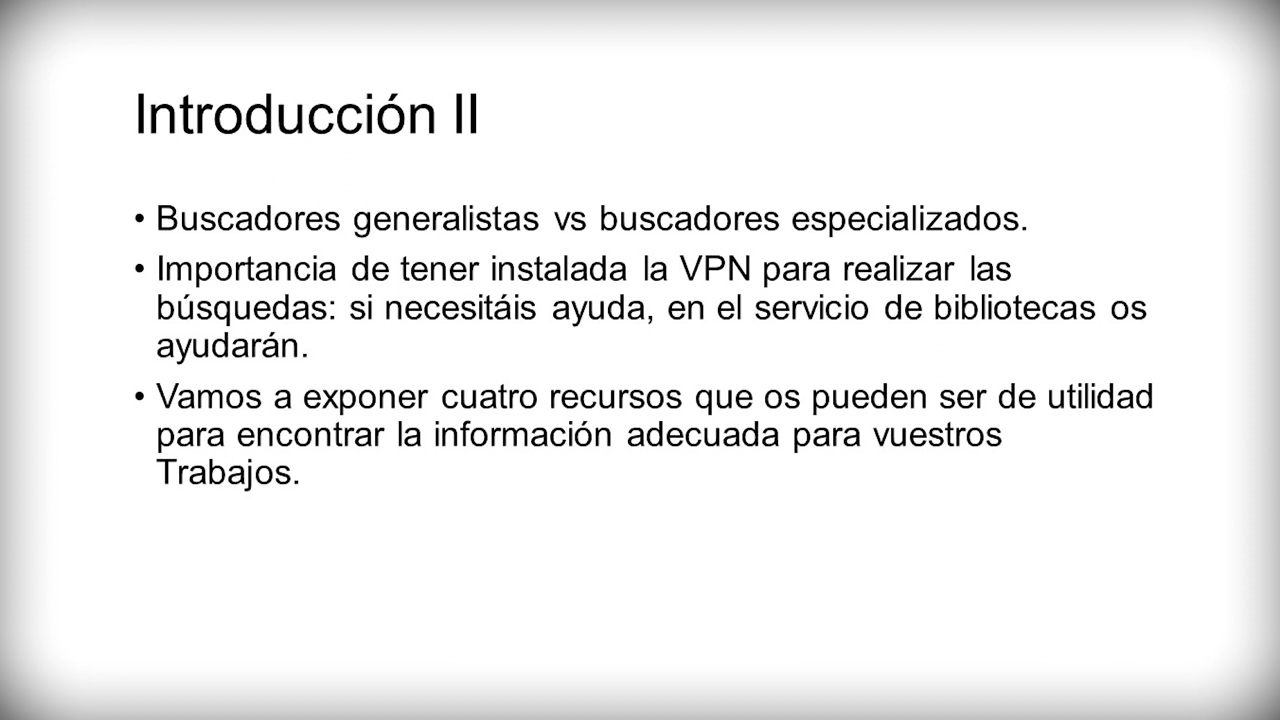 Introducción II
• Buscadores generalistas vs buscadores especializados.
• Importancia de tener instalada la VPN para realizar las
búsquedas: si necesitáis ayuda, en el servicio de bibliotecas os
ayudarán.
• Vamos a exponer cuatro recursos que os pueden ser de utilidad
para encontrar la información adecuada para vuestros
Trabajos.